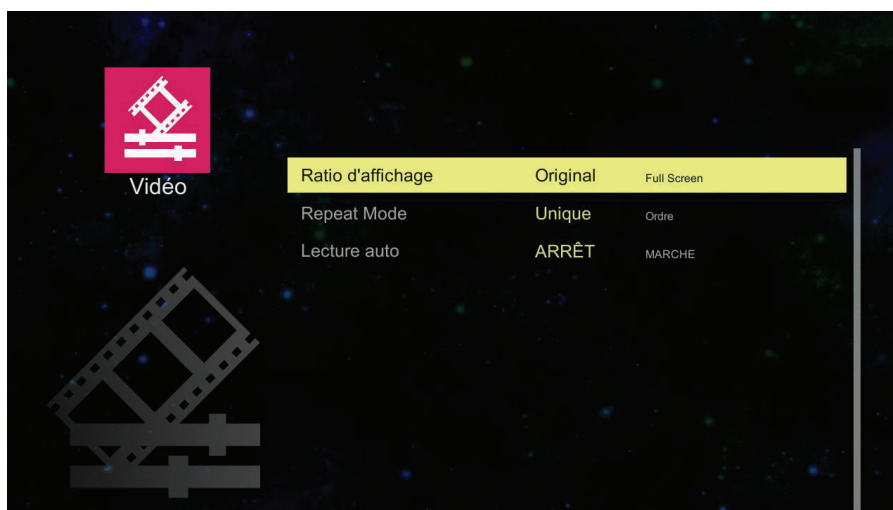 Vidéo
Ratio d'affichage Original Full Screen
Repeat Mode Unique Ordre
Lecture auto ARRÊT MARCHE